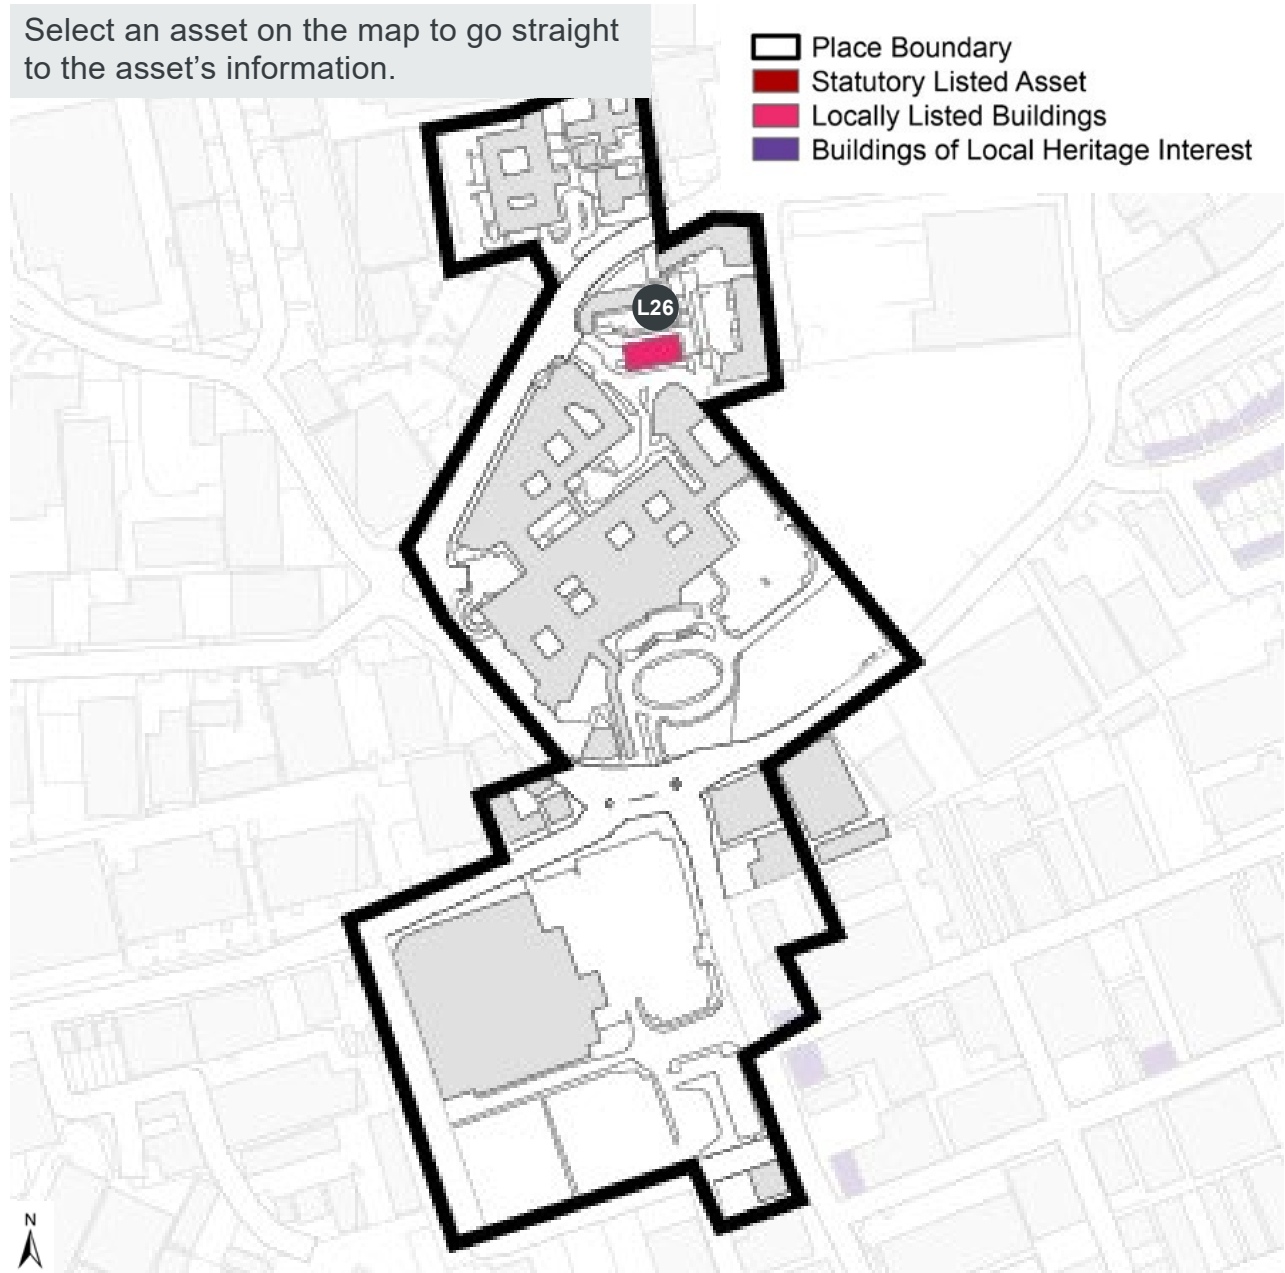 Select an asset on the map to go straight
to the asset's information.
Place Boundary
Statutory Listed Asset
Locally Listed Buildings
Buildings of Local Heritage Interest
L26
N